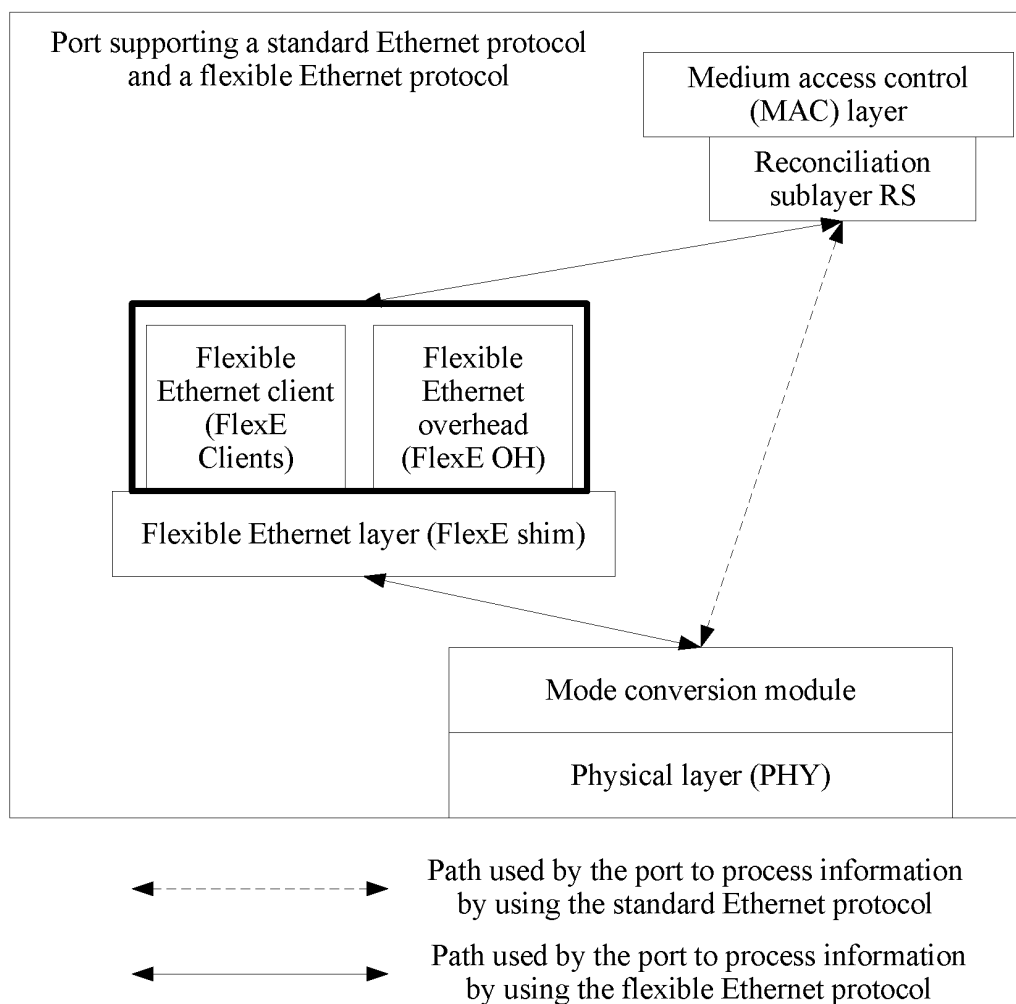 Port supporting a standard Ethernet protocol
and a flexible Ethernet protocol
Medium access control
(MAC) layer
Reconciliation
sublayer RS
Flexible
Ethernet client
(FlexE
Clients)
Flexible
Ethernet
overhead
(FlexE OH)
Flexible Ethernet layer (FlexE shim)
Mode conversion module
Physical layer (PHY)
Path used by the port to process information
by using the standard Ethernet protocol
Path used by the port to process information
by using the flexible Ethernet protocol